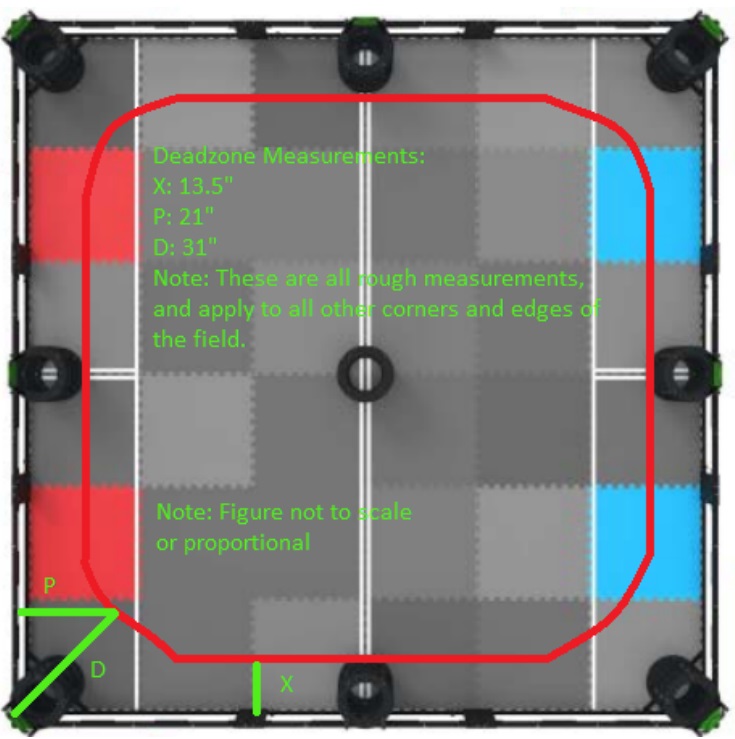 Deadzone Measurements:
X: 13.5"
P: 21"
D: 31"
Note: These are all rough measurements,
and apply to all other corners and edges of
the field.
Note: Figure not to scale
or proportional
P
D
X